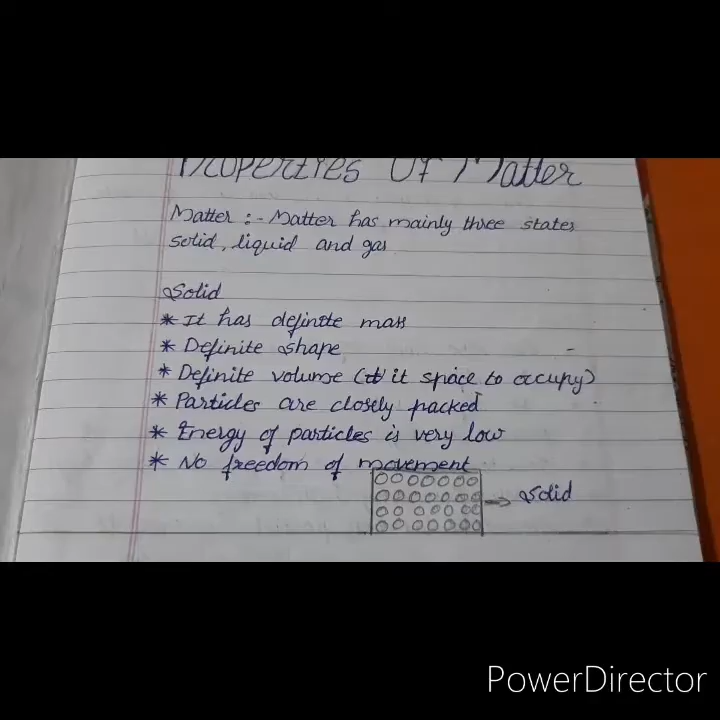 Properties Of Matter
Matter :- Matter has mainly three states
solid, liquid and gas
Solid
* It has definite mass
* Definite shape
* Definite volume (it space to occupy)
* Particles are closely packed
* Energy of particles is very low
* No freedom of movement
Solid
PowerDirector